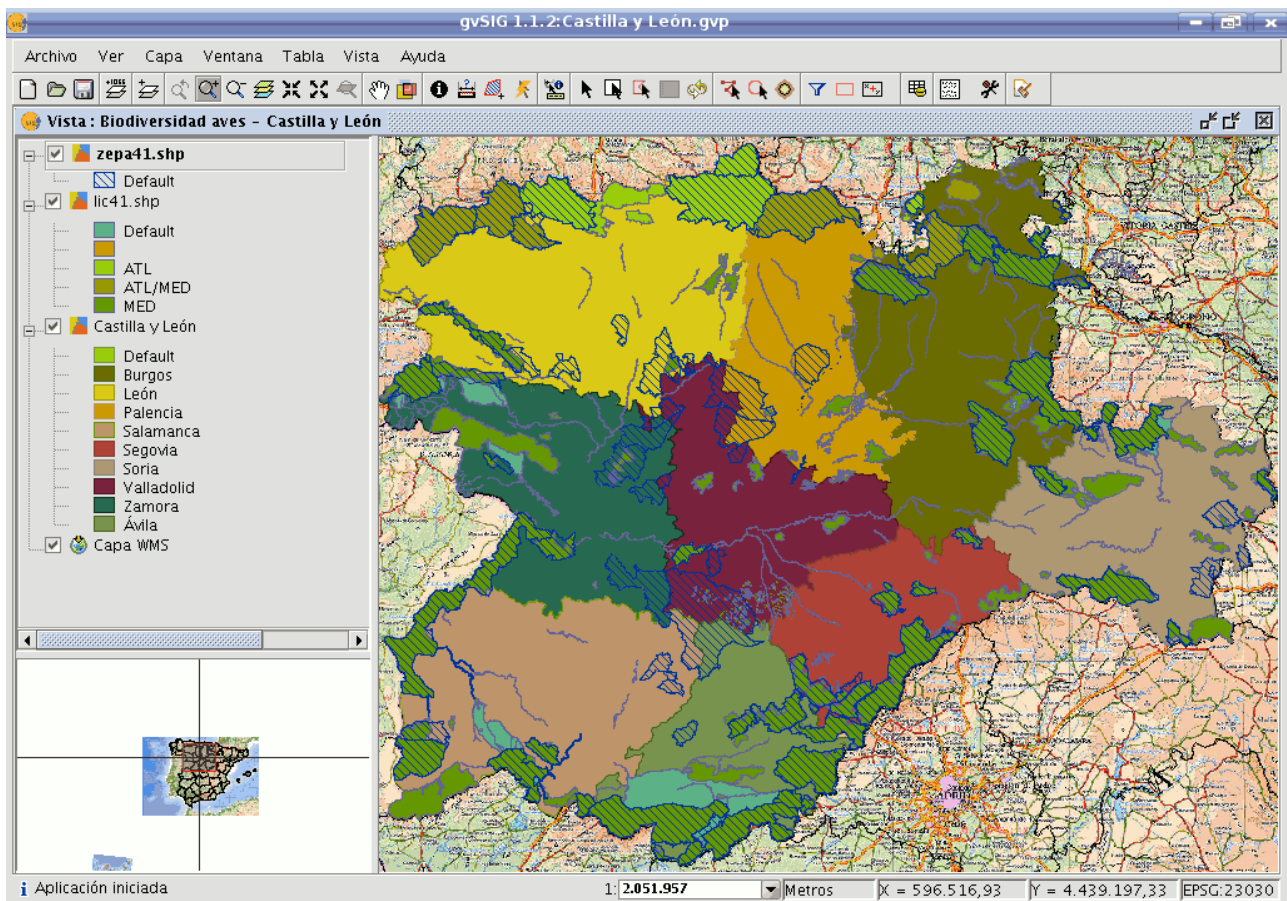 gvSIG 1.1.2:Castilla y León.gvp
Archivo Ver Capa Ventana Tabla Vista Ayuda
Vista : Biodiversidad aves – Castilla y León
zepa41.shp
Default
lic41.shp
Default
ATL
ATL/MED
MED
Castilla y León
Default
Burgos
León
Palencia
Salamanca
Segovia
Soria
Valladolid
Zamora
Ávila
Capa WMS
Aplicación iniciada
1: 2.051.957
Metros
X = 596.516,93
Y = 4.439.197,33
EPSG:23030